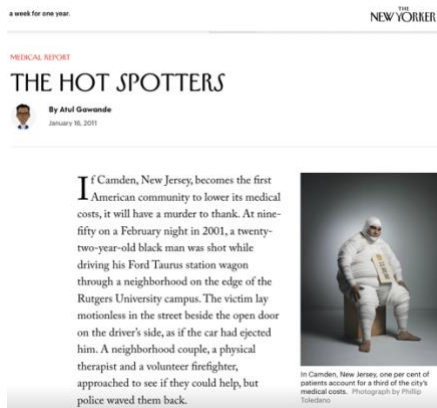 a week for one year.
THE
NEW YORKER
MEDICAL REPORT
THE HOT SPOTTERS
By Atul Gawande
January 16, 2011
If Camden, New Jersey, becomes the first
American community to lower its medical
costs, it will have a murder to thank. At nine-
fifty on a February night in 2001, a twenty-
two-year-old black man was shot while
driving his Ford Taurus station wagon
through a neighborhood on the edge of the
Rutgers University campus. The victim lay
motionless in the street beside the open door
on the driver's side, as if the car had ejected
him. A neighborhood couple, a physical
therapist and a volunteer firefighter,
approached to see if they could help, but
police waved them back.
In Camden, New Jersey, one per cent of
patients account for a third of the city's
medical costs. Photograph by Phillip
Toledano